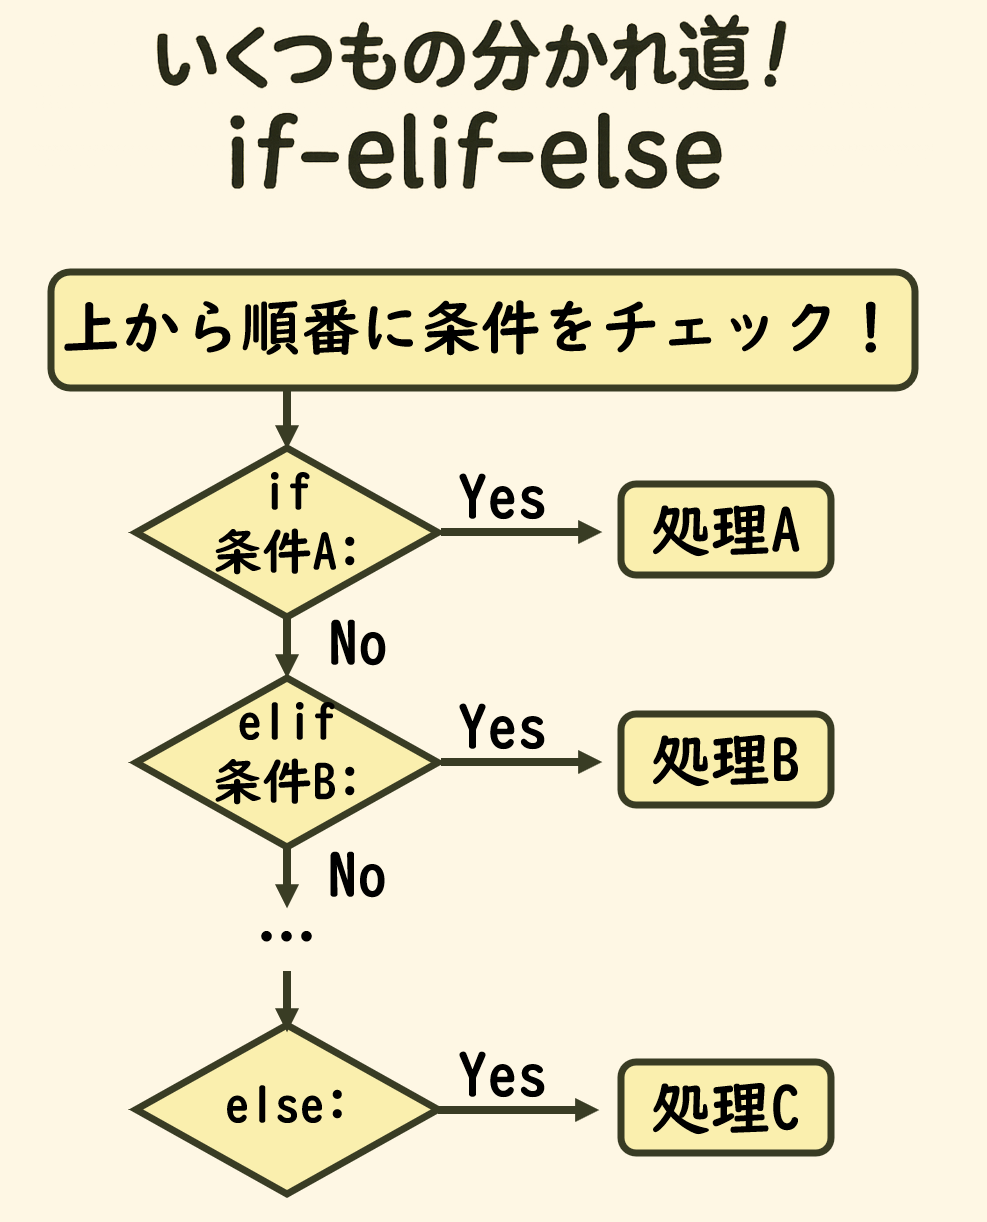 いくつもの分かれ道!
if-elif-else
上から順番に条件をチェック！
if
条件A:
Yes
処理A
No
elif
条件B:
Yes
処理B
No
...
else:
Yes
処理C